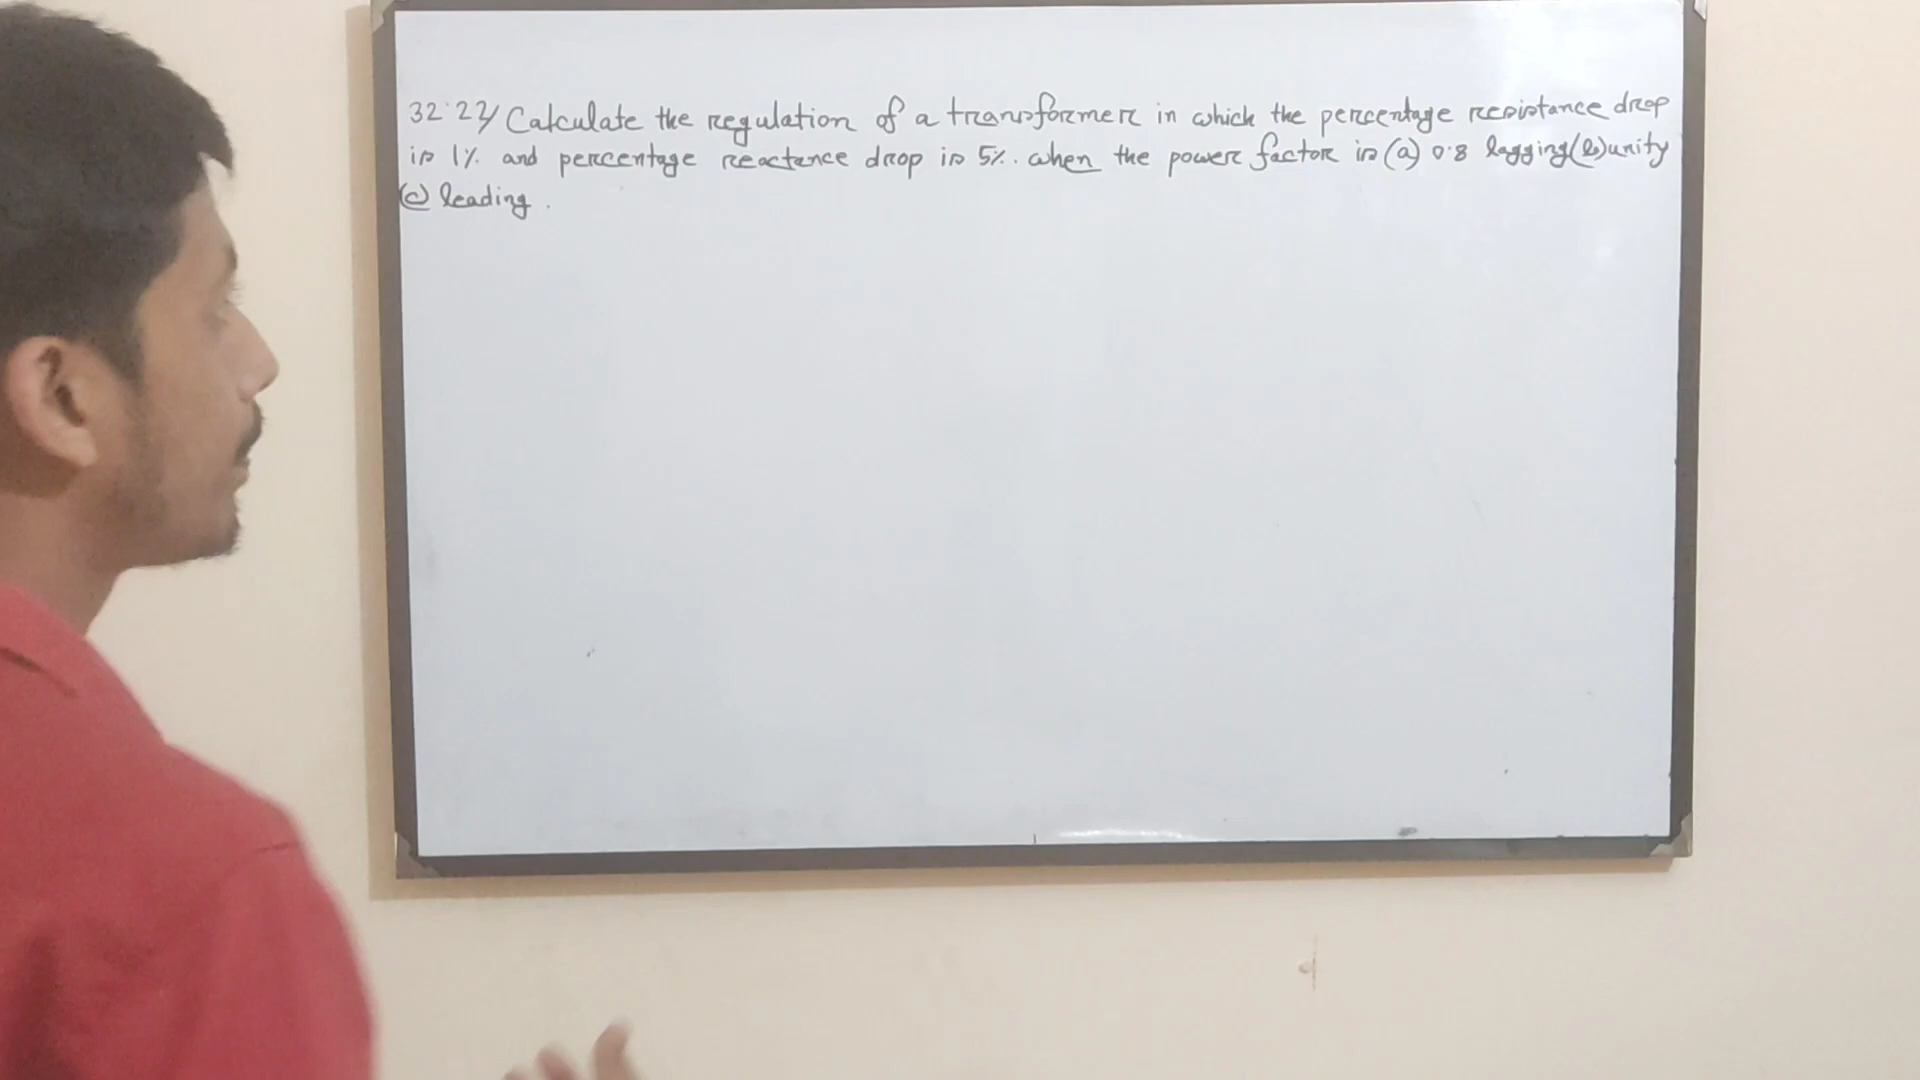 32.22/ Calculate the regulation of a transformer in which the percentage resistance drop
is 1% and percentage reactance drop is 5%. when the power factor is (a) 0.8 lagging (b) unity
(c) leading.